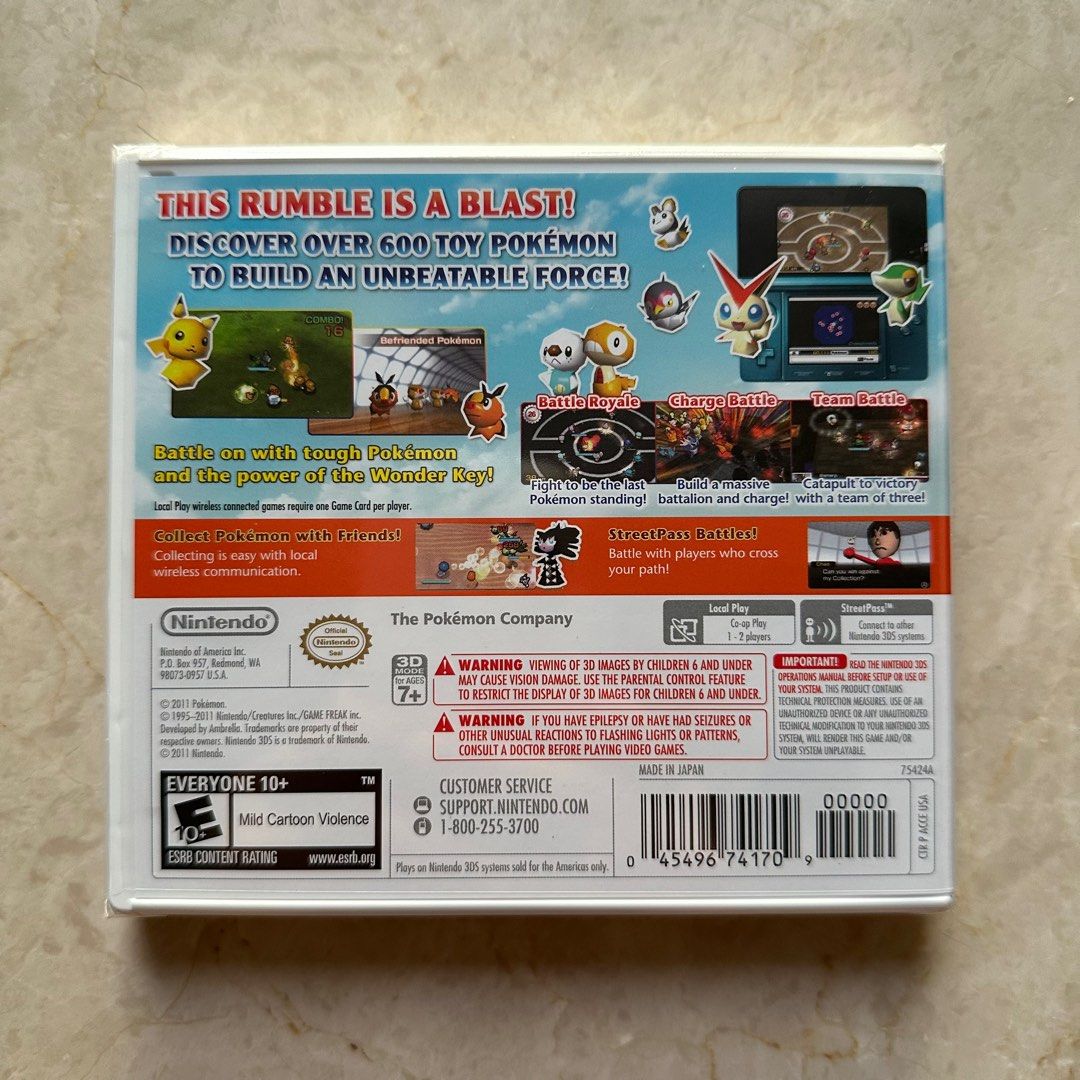 THIS RUMBLE IS A BLAST!
DISCOVER OVER 600 TOY POKÉMON
TO BUILD AN UNBEATABLE FORCE!
COMBO!
16
Befriended Pokémon
Battle on with tough Pokémon
and the power of the Wonder Key!
Local Play wireless connected games require one Game Card per player.
Battle Royale
Fight to be the last
Pokémon standing!
Charge Battle
Build a massive
battalion and charge!
Team Battle
Catapult to victory
with a team of three!
Collect Pokémon with Friends!
Collecting is easy with local
wireless communication.
StreetPass Battles!
Battle with players who cross
your path!
Can you win against
my Collection?
Nintendo
Nintendo of America Inc.
P.O. Box 957, Redmond, WA
98073-0957 U.S.A.
Official
Nintendo
Seal
The Pokémon Company
Local Play
Co-op Play
1 - 2 players
StreetPass™
Connect to other
Nintendo 3DS systems
© 2011 Pokémon.
© 1995–2011 Nintendo/Creatures Inc./GAME FREAK inc.
Developed by Ambrella. Trademarks are property of their
respective owners. Nintendo 3DS is a trademark of Nintendo.
© 2011 Nintendo.
3D
MODE
for AGES
7+
WARNING VIEWING OF 3D IMAGES BY CHILDREN 6 AND UNDER
MAY CAUSE VISION DAMAGE. USE THE PARENTAL CONTROL FEATURE
TO RESTRICT THE DISPLAY OF 3D IMAGES FOR CHILDREN 6 AND UNDER.
WARNING IF YOU HAVE EPILEPSY OR HAVE HAD SEIZURES OR
OTHER UNUSUAL REACTIONS TO FLASHING LIGHTS OR PATTERNS,
CONSULT A DOCTOR BEFORE PLAYING VIDEO GAMES.
IMPORTANT! READ THE NINTENDO 3DS
OPERATIONS MANUAL BEFORE SETUP OR USE OF
YOUR SYSTEM. THIS PRODUCT CONTAINS
TECHNICAL PROTECTION MEASURES. USE OF AN
UNAUTHORIZED DEVICE OR ANY UNAUTHORIZED
TECHNICAL MODIFICATION TO YOUR NINTENDO 3DS
SYSTEM, WILL RENDER THIS GAME AND/OR
YOUR SYSTEM UNPLAYABLE.
EVERYONE 10+ ™
E
10+
Mild Cartoon Violence
ESRB CONTENT RATING www.esrb.org
CUSTOMER SERVICE
SUPPORT.NINTENDO.COM
1-800-255-3700
Plays on Nintendo 3DS systems sold for the Americas only.
MADE IN JAPAN
75424A
00000
0 45496 74170 9
CTR P ACCE USA